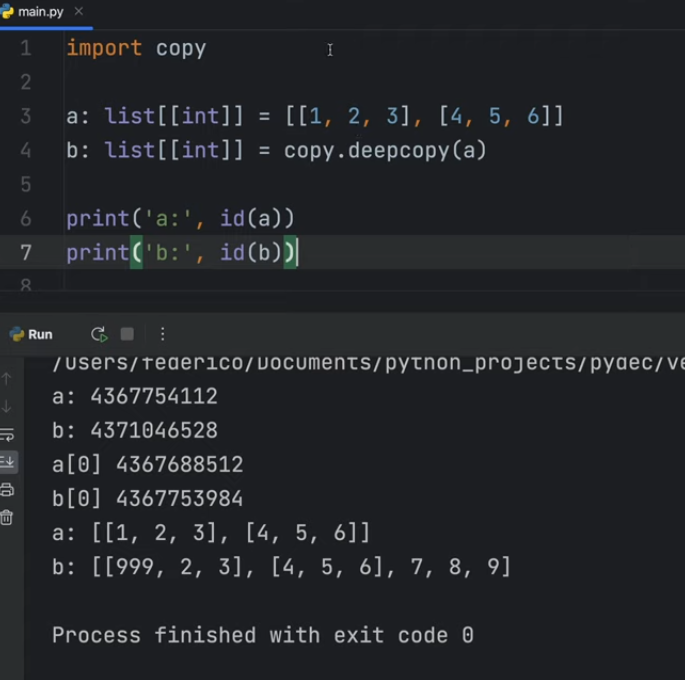 main.py
1 import copy
2
3 a: list[[int]] = [[1, 2, 3], [4, 5, 6]]
4 b: list[[int]] = copy.deepcopy(a)
5
6 print('a:', id(a))
7 print('b:', id(b))
8
Run
/Users/federico/Documents/python_projects/pydec/ve
a: 4367754112
b: 4371046528
a[0] 4367688512
b[0] 4367753984
a: [[1, 2, 3], [4, 5, 6]]
b: [[999, 2, 3], [4, 5, 6], 7, 8, 9]
Process finished with exit code 0